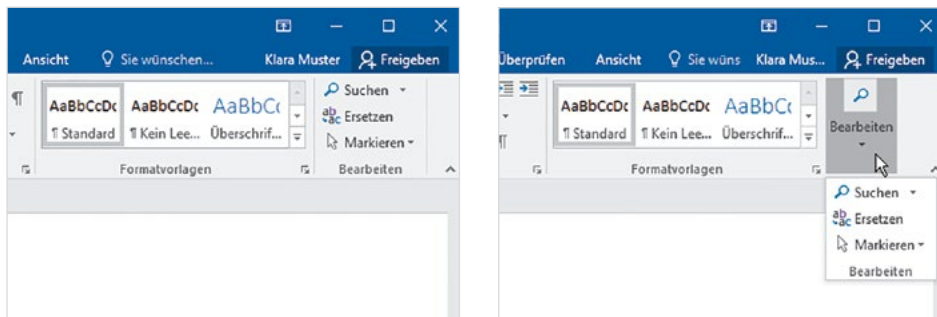 Ansicht Sie wünschen... Klara Muster Freigeben
AaBbCcDc AaBbCcDc AaBbCc Suchen
¶ Standard ¶ Kein Lee... Überschrif... Ersetzen
Markieren
Formatvorlagen Bearbeiten
Überprüfen Ansicht Sie wüns Klara Mus... Freigeben
AaBbCcDc AaBbCcDc AaBbCc
¶ Standard ¶ Kein Lee... Überschrif... Bearbeiten
Formatvorlagen
Suchen
Ersetzen
Markieren
Bearbeiten